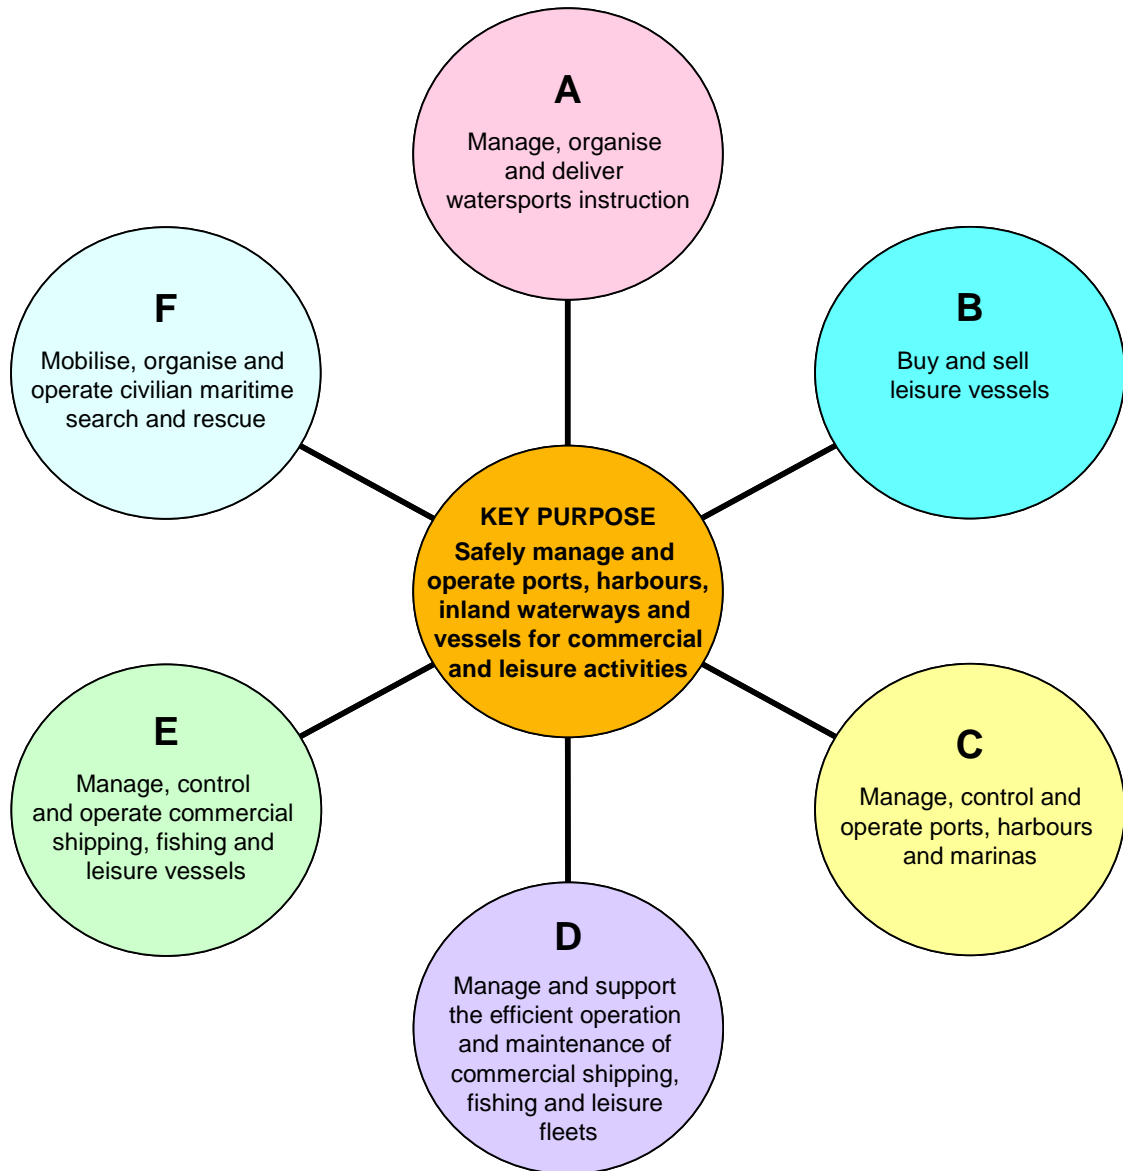 A
Manage, organise
and deliver
watersports instruction
B
Buy and sell
leisure vessels
F
Mobilise, organise and
operate civilian maritime
search and rescue
KEY PURPOSE
Safely manage and
operate ports, harbours,
inland waterways and
vessels for commercial
and leisure activities
E
Manage, control
and operate commercial
shipping, fishing and
leisure vessels
C
Manage, control and
operate ports, harbours
and marinas
D
Manage and support
the efficient operation
and maintenance of
commercial shipping,
fishing and leisure
fleets